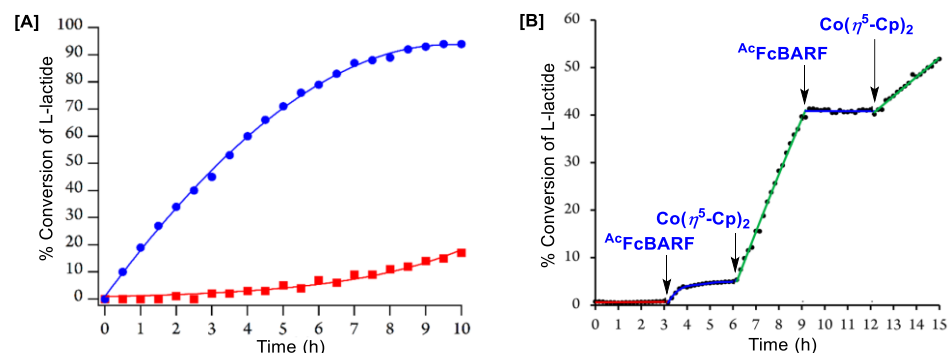 [A]
% Conversion of L-lactide
100
90
80
70
60
50
40
30
20
10
0
0 1 2 3 4 5 6 7 8 9 10
Time (h)
[B]
% Conversion of L-lactide
60
50
40
30
20
10
0
AcFcBARF
Co(η5-Cp)2
AcFcBARF
Co(η5-Cp)2
0 1 2 3 4 5 6 7 8 9 10 11 12 13 14 15
Time (h)